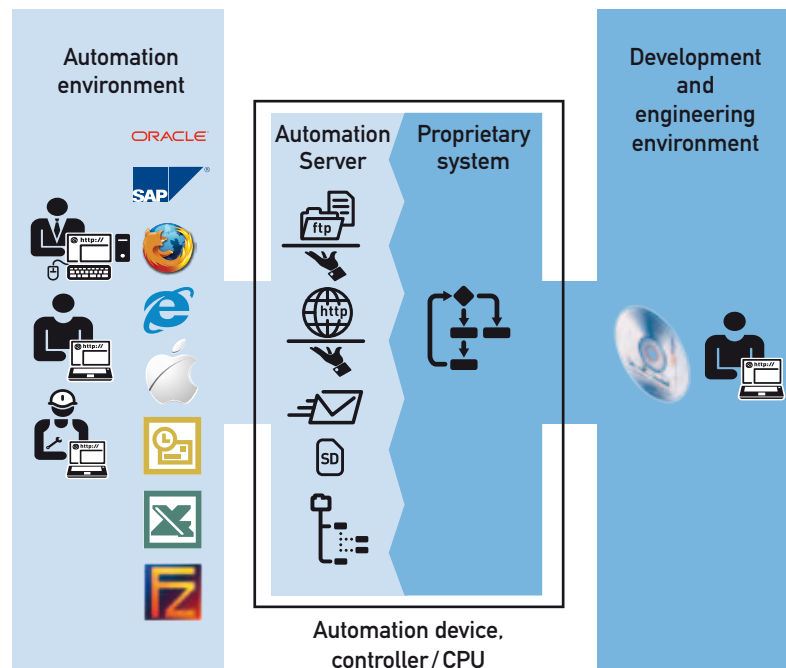 Automation
environment
ORACLE
SAP
®
http://
http://
http://
Fz
Automation
Server
ftp
http
SD
Proprietary
system
Automation device,
controller / CPU
Development
and
engineering
environment
http://